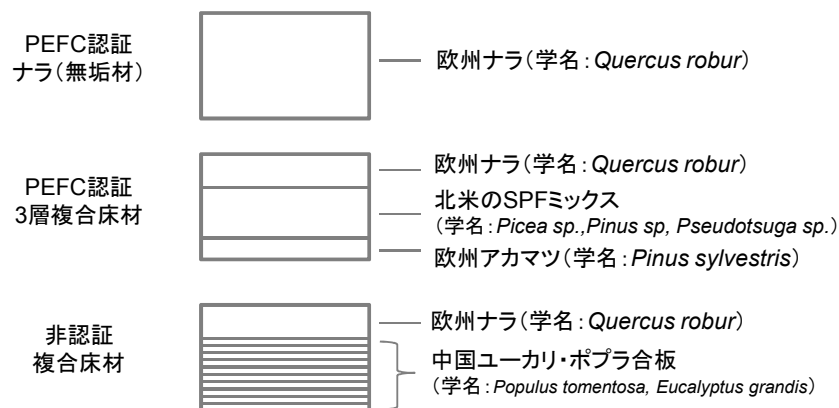 PEFC認証
ナラ（無垢材）
欧州ナラ（学名：Quercus robur）
PEFC認証
3層複合床材
欧州ナラ（学名：Quercus robur）
北米のSPFミックス
（学名：Picea sp.,Pinus sp, Pseudotsuga sp.）
欧州アカマツ（学名：Pinus sylvestris）
非認証
複合床材
欧州ナラ（学名：Quercus robur）
中国ユーカリ・ポプラ合板
（学名：Populus tomentosa, Eucalyptus grandis）